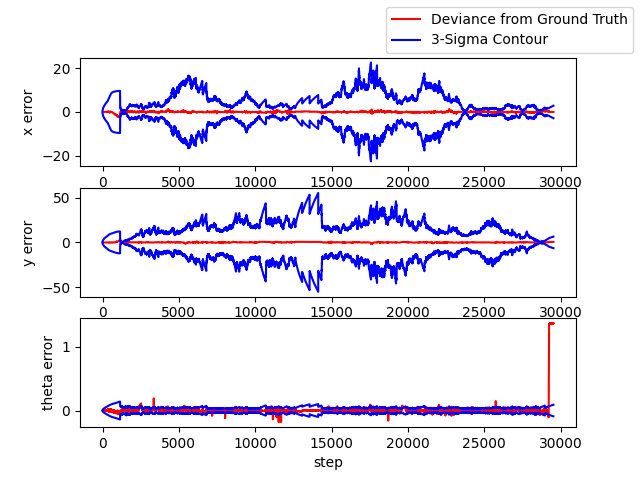 Deviance from Ground Truth
3-Sigma Contour
x error
20
0
−20
0 5000 10000 15000 20000 25000 30000
y error
50
0
−50
0 5000 10000 15000 20000 25000 30000
theta error
1
0
0 5000 10000 15000 20000 25000 30000
step